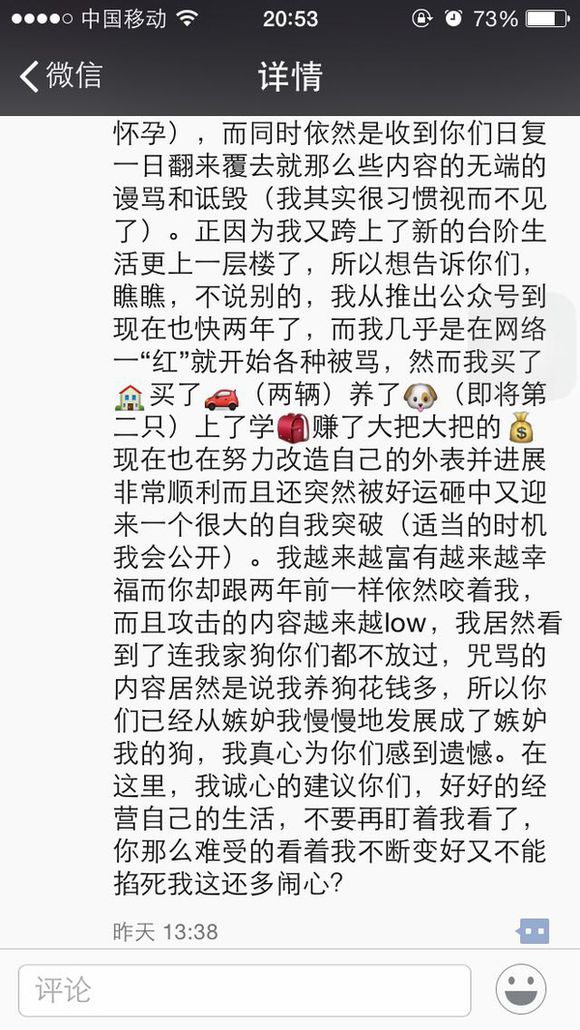 中国移动 20:53 73%
微信 详情
怀孕），而同时依然是收到你们日复
一日翻来覆去就那么些内容的无端的
谩骂和诋毁（我其实很习惯视而不见
了）。正因为我又跨上了新的台阶生
活更上一层楼了，所以想告诉你们，
瞧瞧，不说别的，我从推出公众号到
现在也快两年了，而我几乎是在网络
一“红”就开始各种被骂，然而我买了
🏠买了🚗（两辆）养了🐶（即将第
二只）上了学🎒赚了大把大把的💰
现在也在努力改造自己的外表并进展
非常顺利而且还突然被好运砸中又迎
来一个很大的自我突破（适当的时机
我会公开）。我越来越富有越来越幸
福而你却跟两年前一样依然咬着我，
而且攻击的内容越来越low，我居然看
到了连我家狗你们都不放过，咒骂的
内容居然是说我养狗花钱多，所以你
们已经从嫉妒我慢慢地发展成了嫉妒
我的狗，我真心为你们感到遗憾。在
这里，我诚心的建议你们，好好的经
营自己的生活，不要再盯着我看了，
你那么难受的看着我不断变好又不能
掐死我这还多闹心？
昨天 13:38
评论